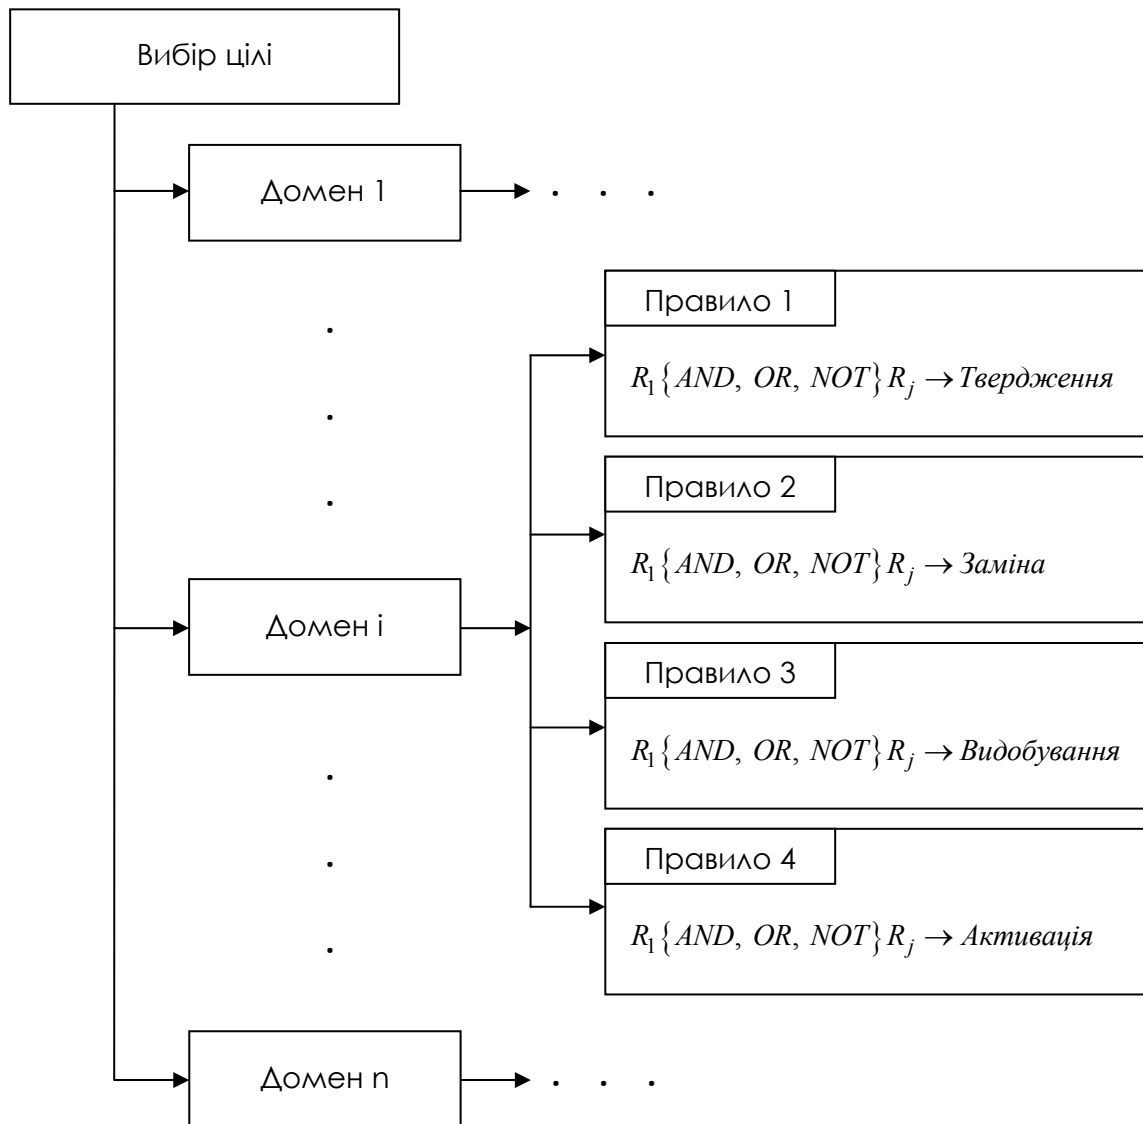 Вибір цілі
Домен 1
. . .
Правило 1
R₁{AND, OR, NOT}Rⱼ → Твердження
Правило 2
R₁{AND, OR, NOT}Rⱼ → Заміна
Домен і
Правило 3
R₁{AND, OR, NOT}Rⱼ → Видобування
Правило 4
R₁{AND, OR, NOT}Rⱼ → Активація
Домен n
. . .